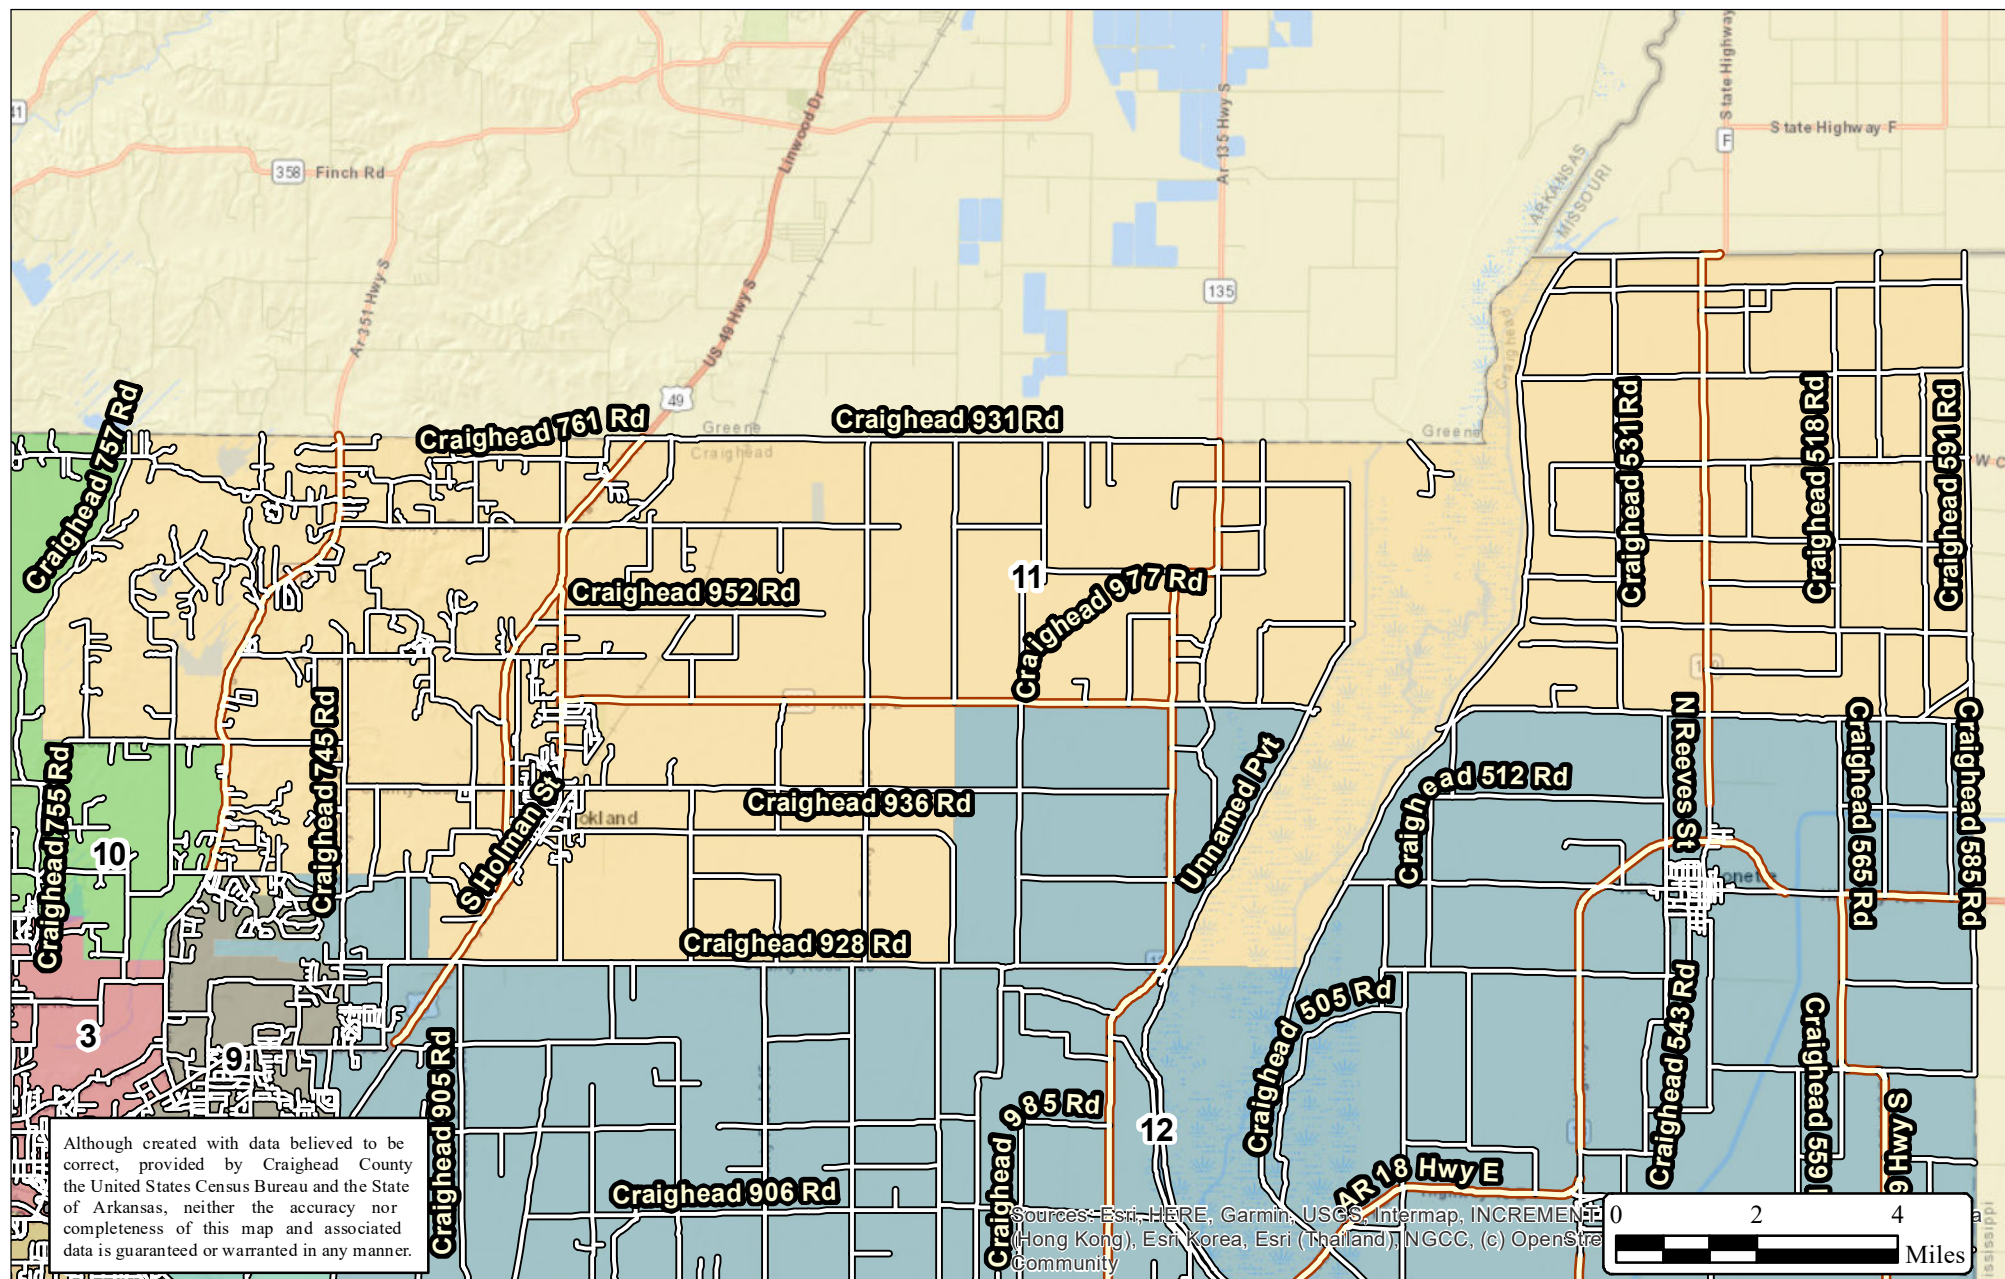 41
358
Finch Rd
Linwood Dr
Ar 351 Hwy S
US 49 Hwy S
49
Ar 135 Hwy S
135
ARKANSAS
MISSOURI
State Highway
F
State Highway F
Craighead
Greene
Greene
Craighead
W C
Craighead 757 Rd
Craighead 761 Rd
Craighead 931 Rd
Craighead 531 Rd
Craighead 518 Rd
Craighead 591 Rd
Craighead 952 Rd
11
Craighead 977 Rd
Craighead 745 Rd
Craighead 755 Rd
10
S Holman St
okland
Craighead 936 Rd
Unnamed Pvt
Craighead 512 Rd
N Reeves St
onette
Craighead 565 Rd
Craighead 585 Rd
Craighead 928 Rd
3
9
Craighead 905 Rd
Craighead 985 Rd
12
Craighead 505 Rd
Craighead 543 Rd
Craighead 559
6 Hwy S
AR 18 Hwy E
Craighead 906 Rd
Although created with data believed to be
correct, provided by Craighead County
the United States Census Bureau and the State
of Arkansas, neither the accuracy nor
completeness of this map and associated
data is guaranteed or warranted in any manner.
Sources: Esri, HERE, Garmin, USGS, Intermap, INCREMENT
(Hong Kong), Esri Korea, Esri (Thailand), NGCC, (c) OpenStre
Community
0 2 4
Miles
ississippi